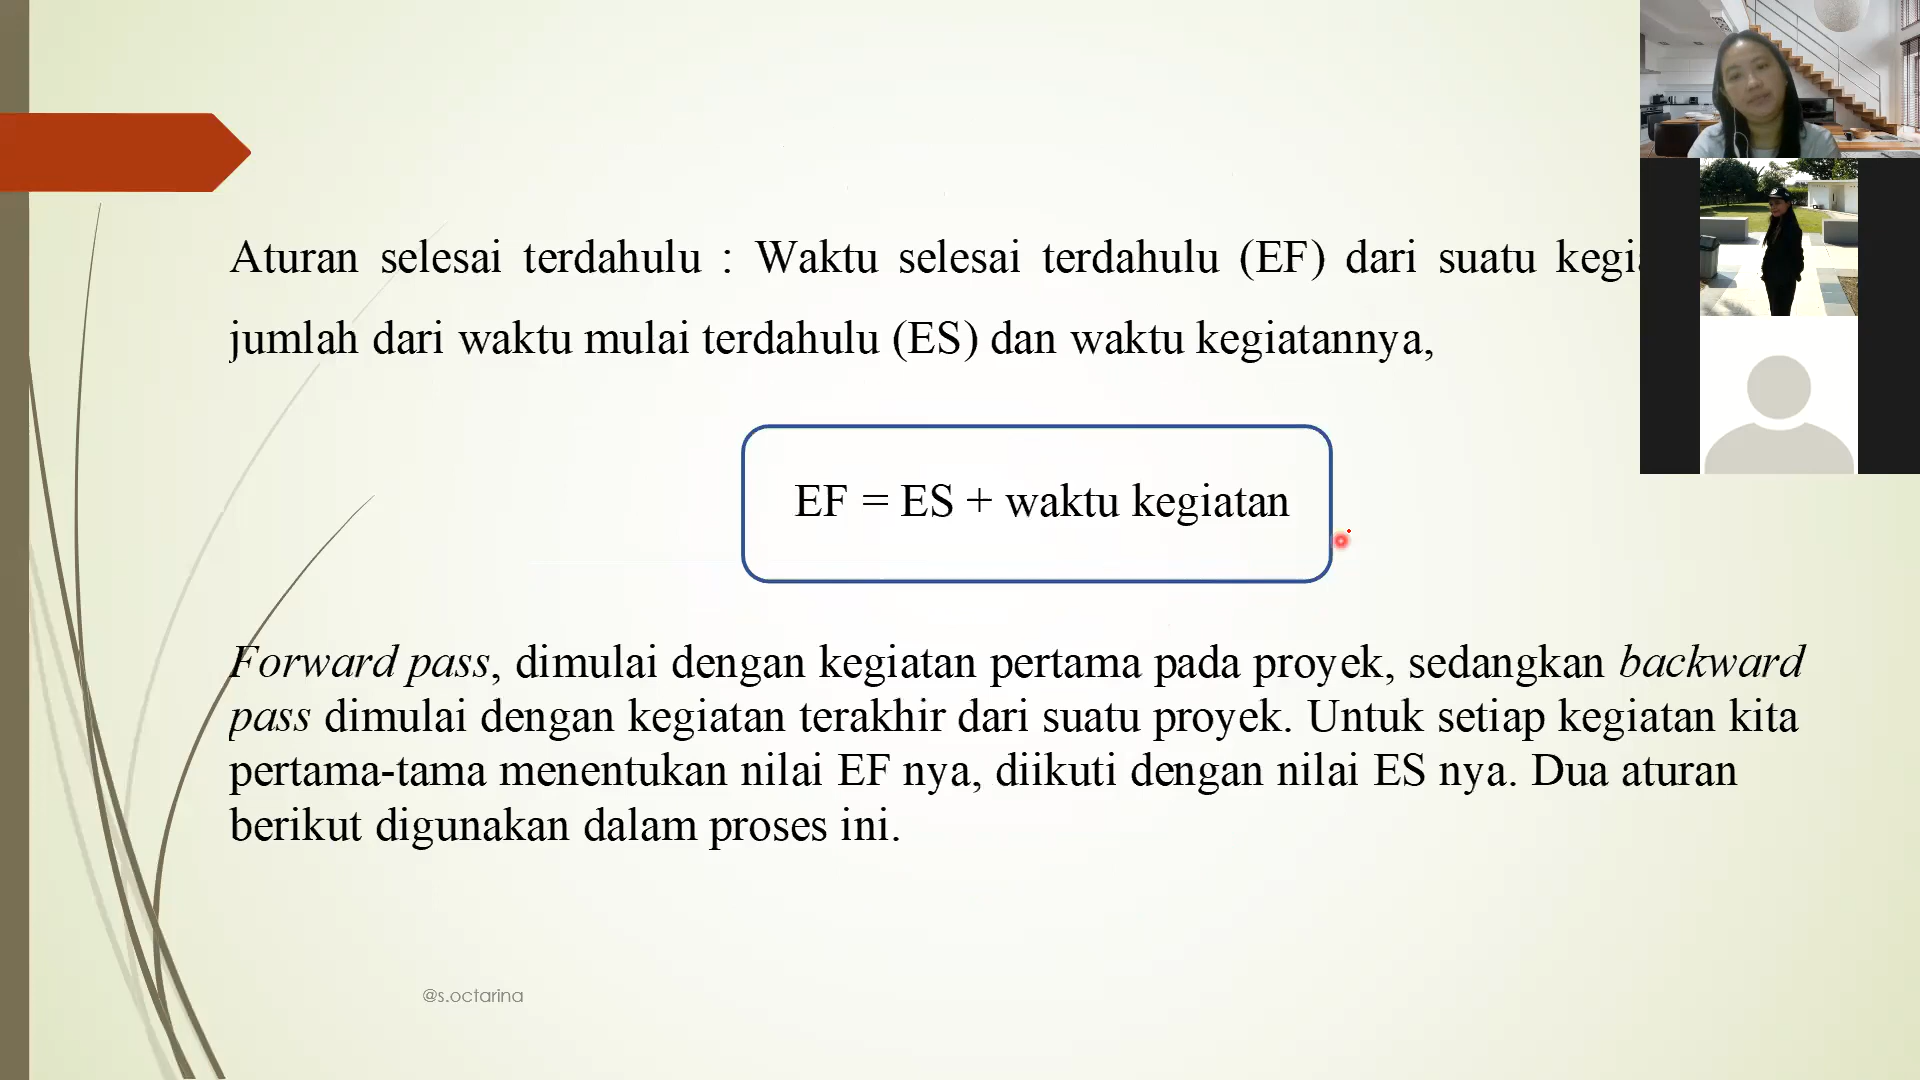 Aturan selesai terdahulu : Waktu selesai terdahulu (EF) dari suatu
jumlah dari waktu mulai terdahulu (ES) dan waktu kegiatannya,
EF = ES + waktu kegiatan
Forward pass, dimulai dengan kegiatan pertama pada proyek, sedangkan backward
pass dimulai dengan kegiatan terakhir dari suatu proyek. Untuk setiap kegiatan kita
pertama-tama menentukan nilai EF nya, diikuti dengan nilai ES nya. Dua aturan
berikut digunakan dalam proses ini.
@s.octarina